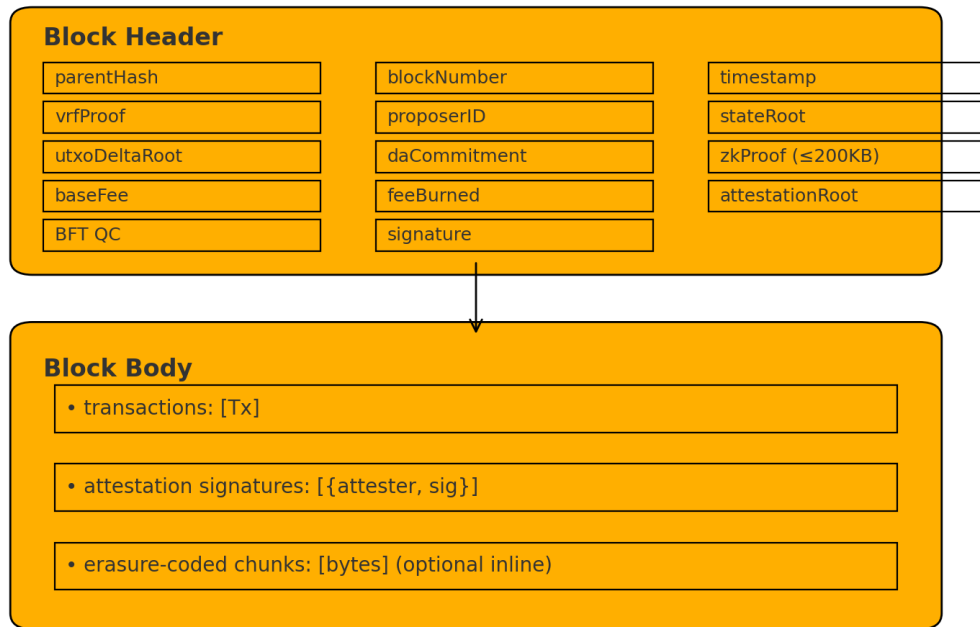 Block Header
parentHash blockNumber timestamp
vrfProof proposerID stateRoot
utxoDeltaRoot daCommitment zkProof (≤200KB)
baseFee feeBurned attestationRoot
BFT QC signature
Block Body
• transactions: [Tx]
• attestation signatures: [{attester, sig}]
• erasure-coded chunks: [bytes] (optional inline)